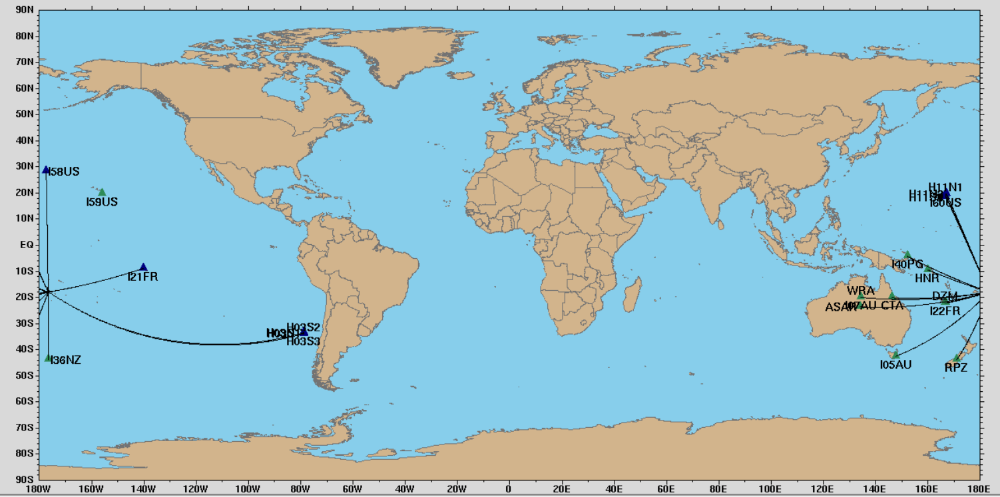 90N
80N
70N
60N
50N
40N
30N
20N
10N
EQ
10S
20S
30S
40S
50S
60S
70S
80S
90S
I58US
I59US
I21FR
H03S2
H03S3
I36NZ
H11N1
I60US
I40PG
HNR
WRA
DZM
ASAR
I07AU
CTA
I22FR
I05AU
RPZ
180W
160W
140W
120W
100W
80W
60W
40W
20W
0
20E
40E
60E
80E
100E
120E
140E
160E
180E